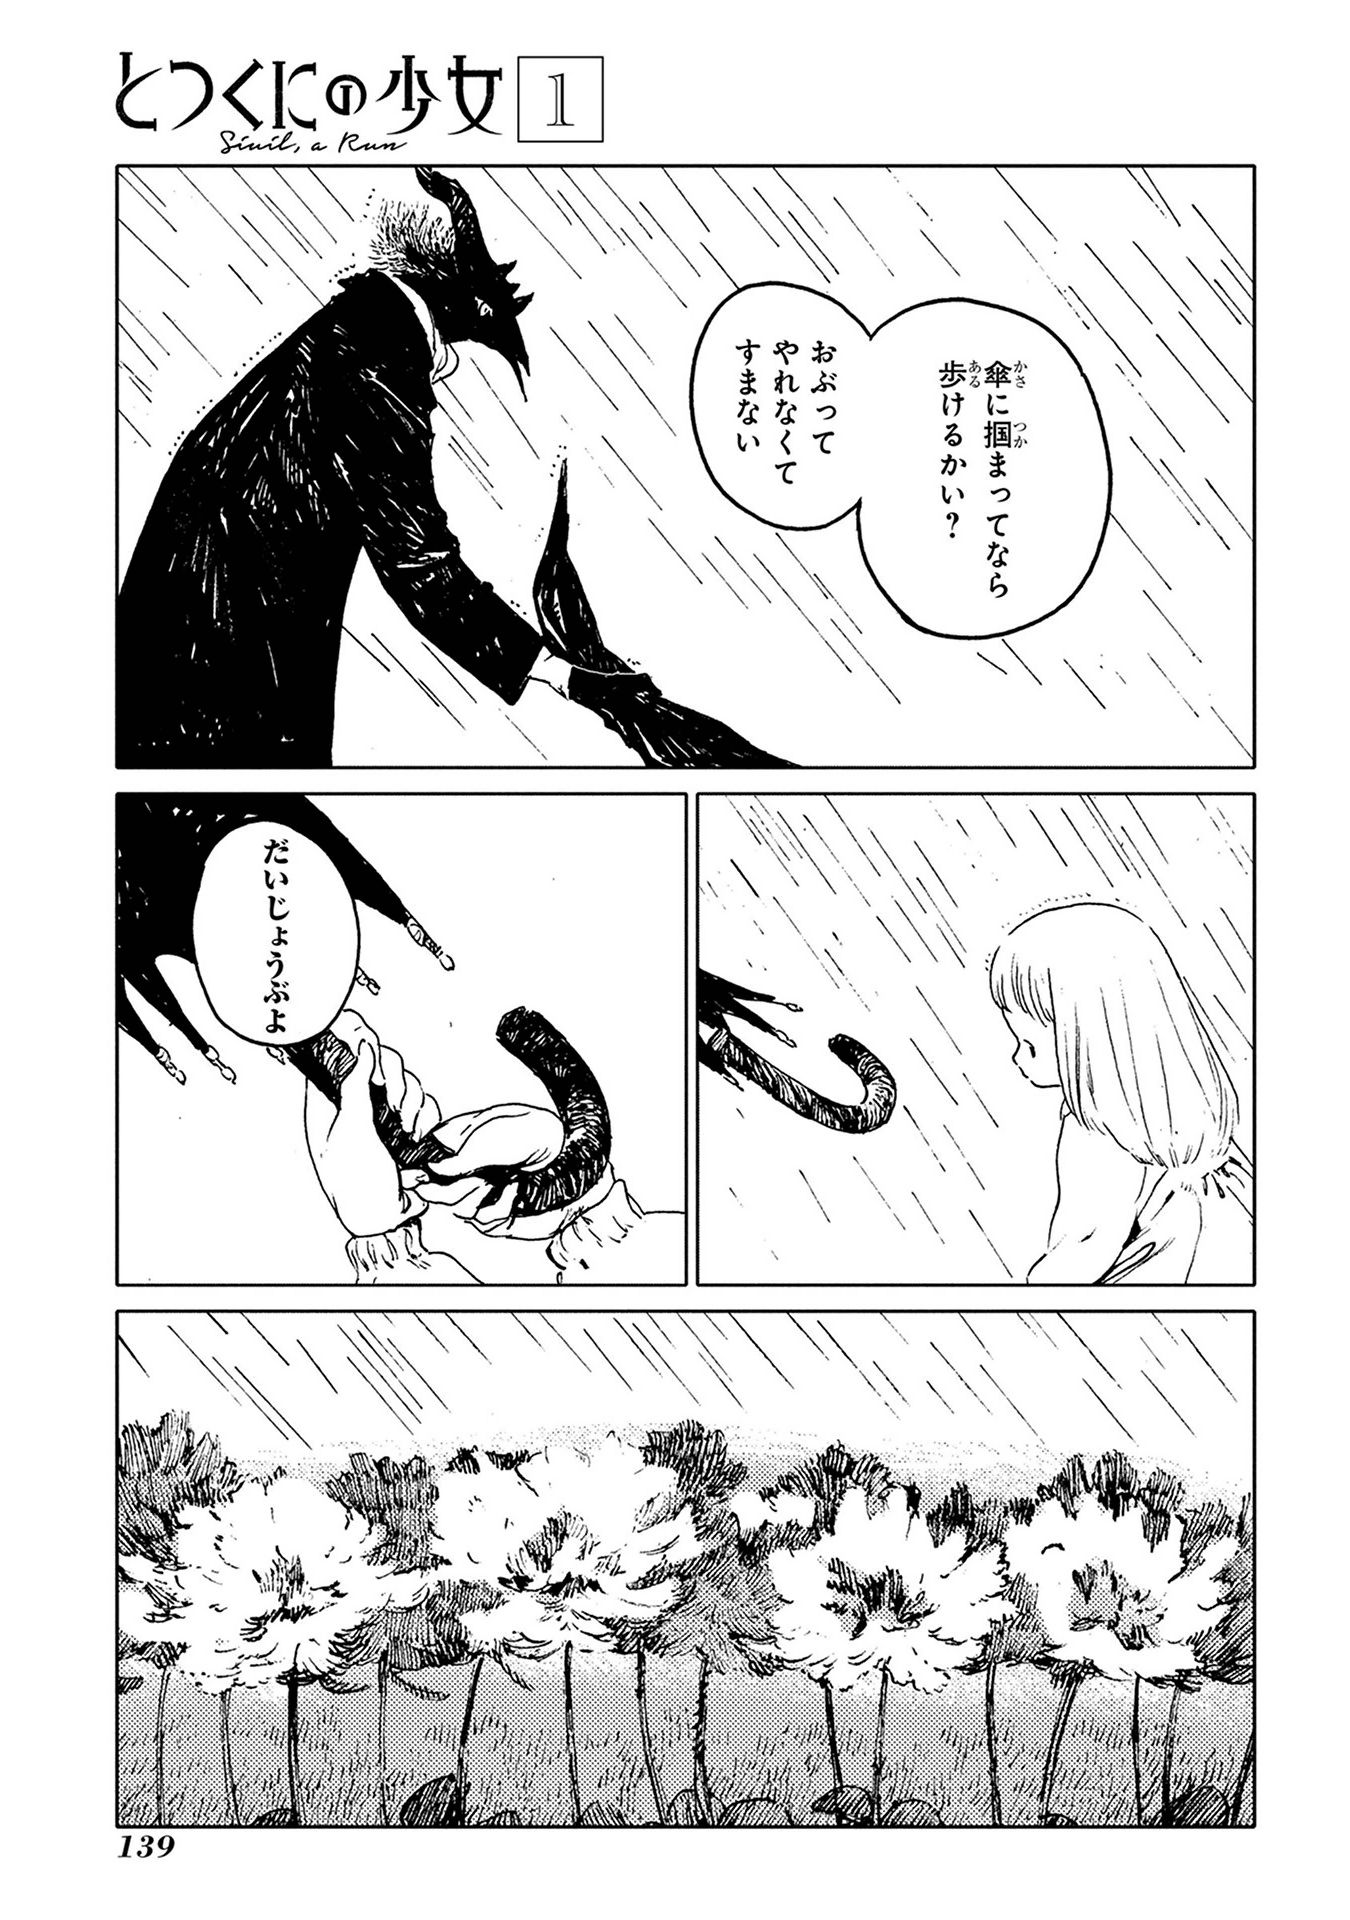 とつくにの少女 1
Siúil, a Rún
傘に掴まってなら
歩けるかい?
おぶって
やれなくて
すまない
だいじょうぶよ
139